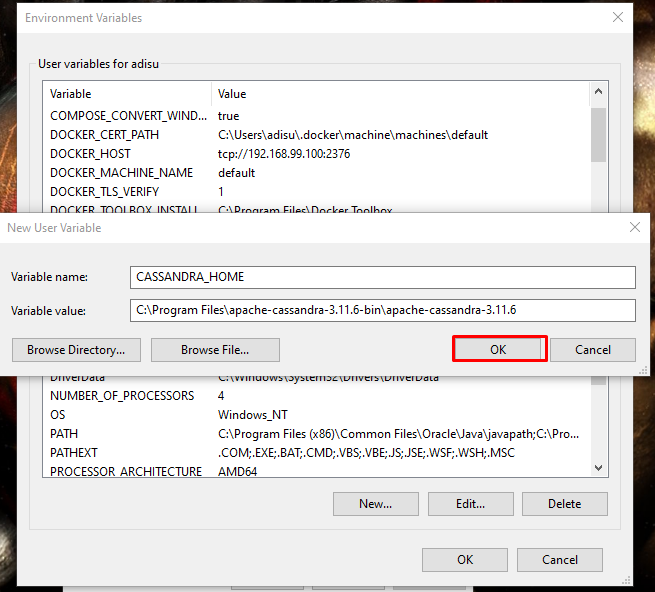 Environment Variables
User variables for adisu
Variable Value
COMPOSE_CONVERT_WIND... true
DOCKER_CERT_PATH C:\Users\adisu\.docker\machine\machines\default
DOCKER_HOST tcp://192.168.99.100:2376
DOCKER_MACHINE_NAME default
DOCKER_TLS_VERIFY 1
DOCKER_TOOLBOX_INSTALL C:\Program Files\Docker Toolbox
New User Variable
Variable name: CASSANDRA_HOME
Variable value: C:\Program Files\apache-cassandra-3.11.6-bin\apache-cassandra-3.11.6
Browse Directory... Browse File... OK Cancel
DriverData C:\Windows\System32\Drivers\DriverData
NUMBER_OF_PROCESSORS 4
OS Windows_NT
PATH C:\Program Files (x86)\Common Files\Oracle\Java\javapath;C:\Pro...
PATHEXT .COM;.EXE;.BAT;.CMD;.VBS;.VBE;.JS;.JSE;.WSF;.WSH;.MSC
PROCESSOR_ARCHITECTURE AMD64
New... Edit... Delete
OK Cancel